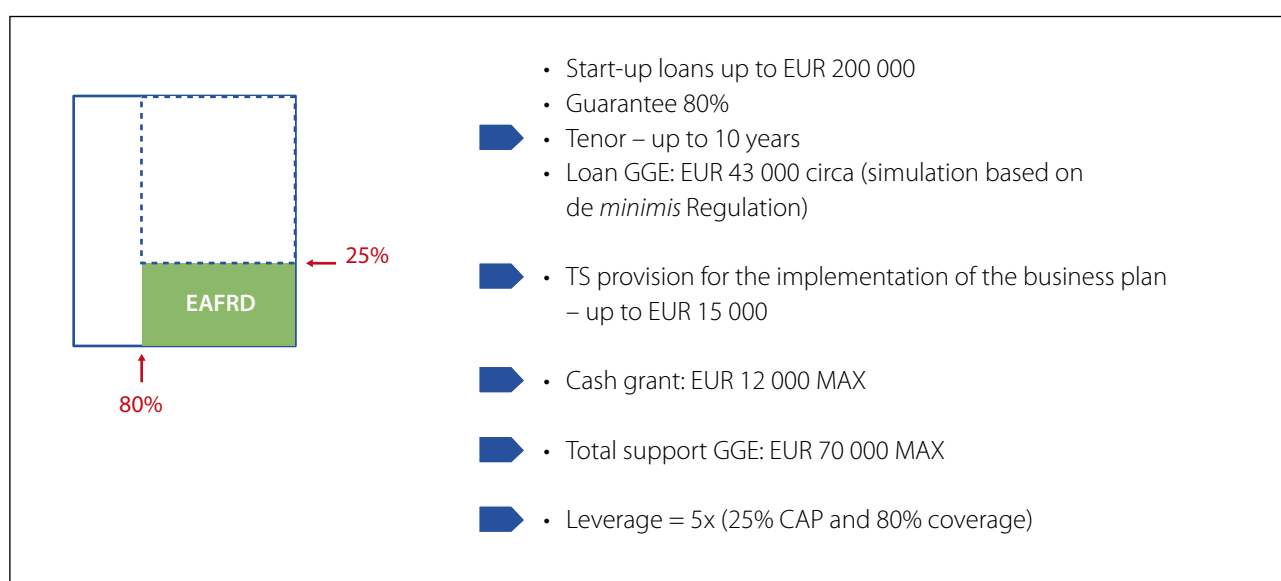 • Start-up loans up to EUR 200 000
• Guarantee 80%
• Tenor – up to 10 years
• Loan GGE: EUR 43 000 circa (simulation based on
de minimis Regulation)
25%
• TS provision for the implementation of the business plan
– up to EUR 15 000
EAFRD
• Cash grant: EUR 12 000 MAX
80%
• Total support GGE: EUR 70 000 MAX
• Leverage = 5x (25% CAP and 80% coverage)